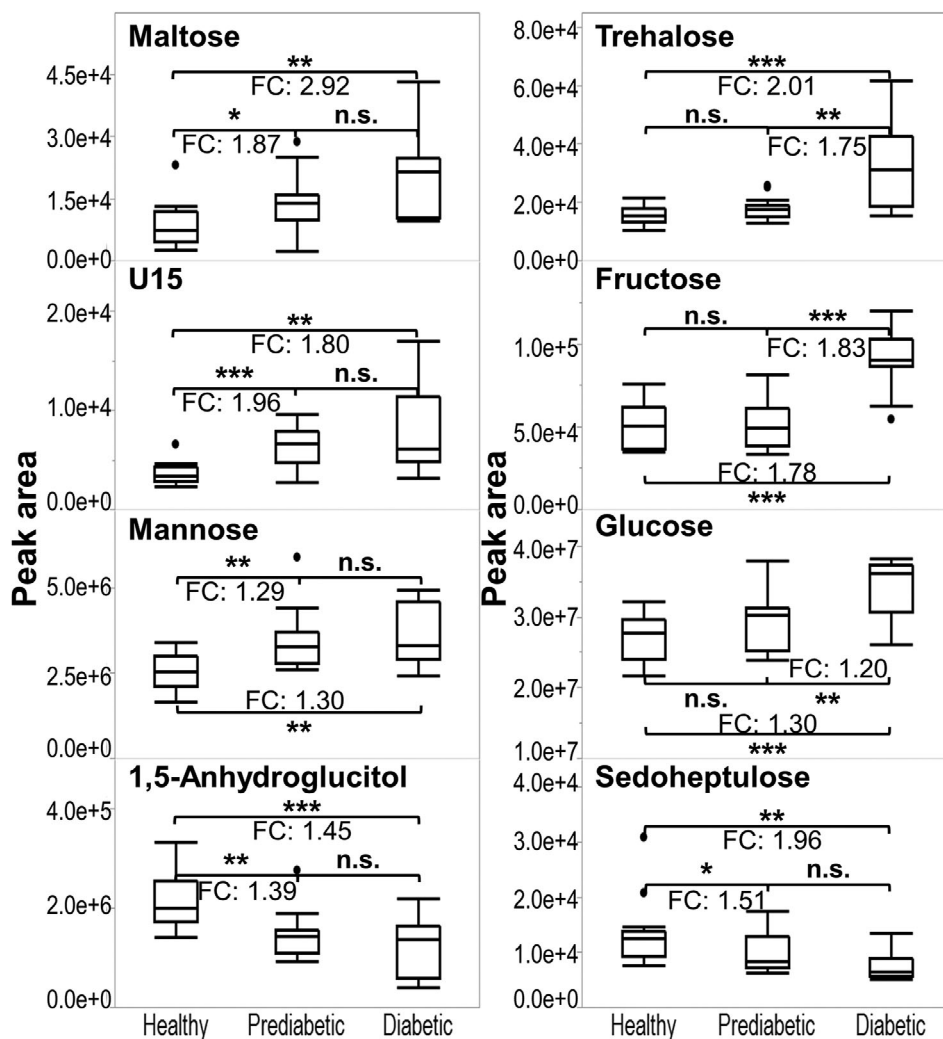 Maltose
**
4.5e+4
FC: 2.92
*
n.s.
3.0e+4
FC: 1.87
1.5e+4
0.0e+0
U15
2.0e+4
**
FC: 1.80
***
n.s.
FC: 1.96
1.0e+4
0.0e+0
Mannose
**
n.s.
5.0e+6
FC: 1.29
2.5e+6
FC: 1.30
**
0.0e+0
1,5-Anhydroglucitol
4.0e+5
***
FC: 1.45
**
n.s.
FC: 1.39
2.0e+6
0.0e+0
Healthy Prediabetic Diabetic
Peak area
8.0e+4
Trehalose
***
6.0e+4
FC: 2.01
n.s.
**
4.0e+4
FC: 1.75
2.0e+4
0.0e+0
Fructose
n.s.
***
1.0e+5
FC: 1.83
5.0e+4
FC: 1.78
***
0.0e+0
Glucose
4.0e+7
3.0e+7
FC: 1.20
2.0e+7
n.s.
**
FC: 1.30
***
1.0e+7
Sedoheptulose
4.0e+4
**
3.0e+4
FC: 1.96
*
n.s.
2.0e+4
FC: 1.51
1.0e+4
0.0e+0
Healthy Prediabetic Diabetic
Peak area